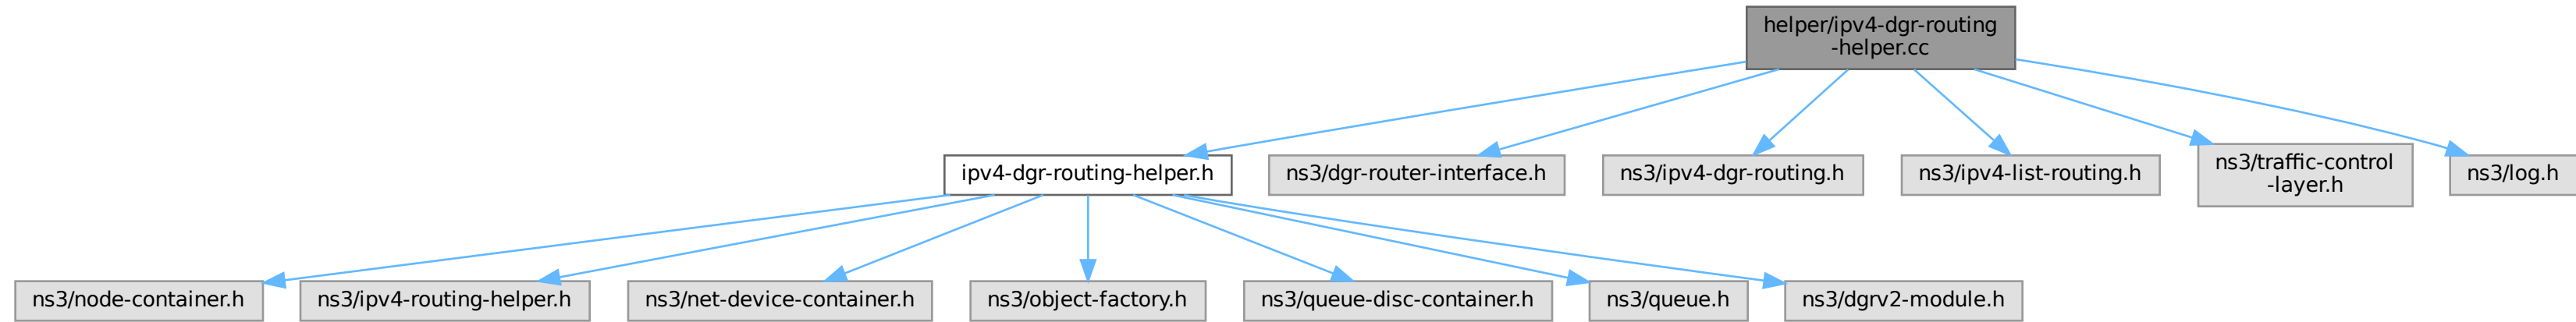 helper/ipv4-dgr-routing
-helper.cc
ipv4-dgr-routing-helper.h
ns3/dgr-router-interface.h
ns3/ipv4-dgr-routing.h
ns3/ipv4-list-routing.h
ns3/traffic-control
-layer.h
ns3/log.h
ns3/node-container.h
ns3/ipv4-routing-helper.h
ns3/net-device-container.h
ns3/object-factory.h
ns3/queue-disc-container.h
ns3/queue.h
ns3/dgrv2-module.h